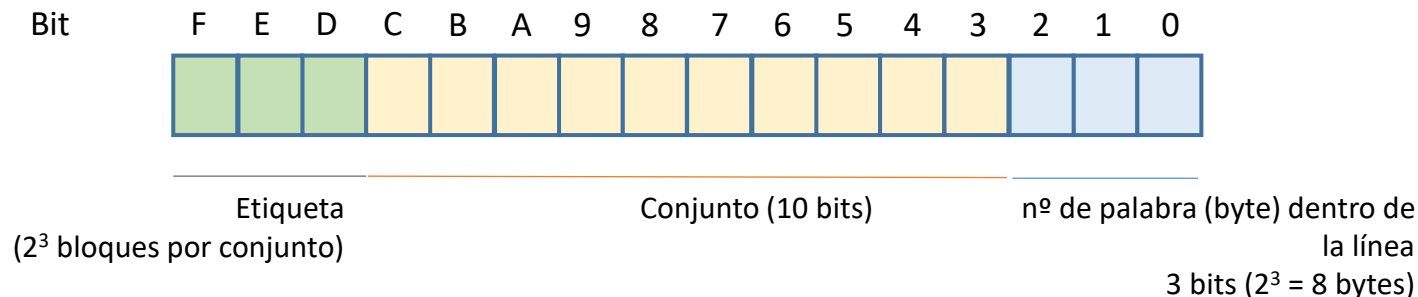 Bit F E D C B A 9 8 7 6 5 4 3 2 1 0
Etiqueta
(2³ bloques por conjunto)
Conjunto (10 bits)
nº de palabra (byte) dentro de
la línea
3 bits (2³ = 8 bytes)